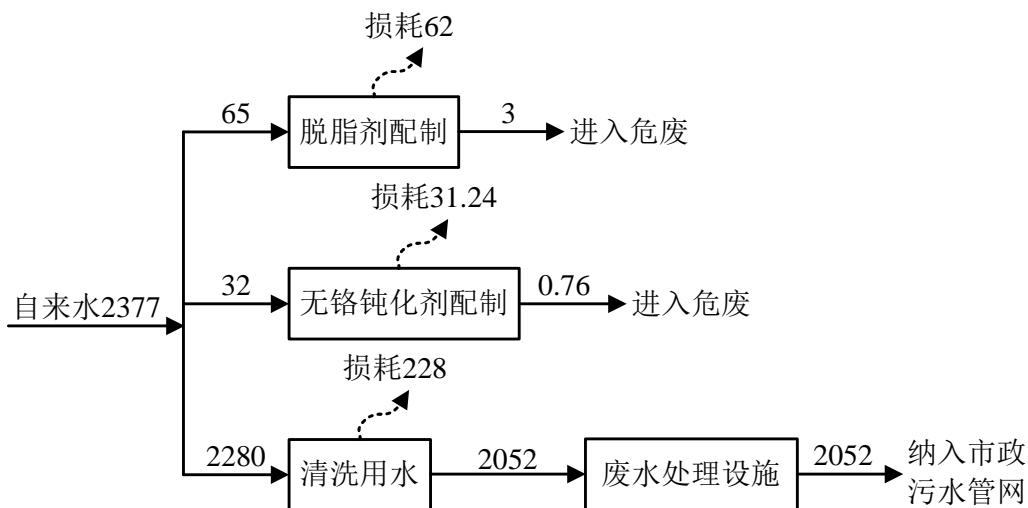 损耗62
65
脱脂剂配制
3
进入危废
损耗31.24
自来水2377
32
无铬钝化剂配制
0.76
进入危废
损耗228
2280
清洗用水
2052
废水处理设施
2052
纳入市政
污水管网